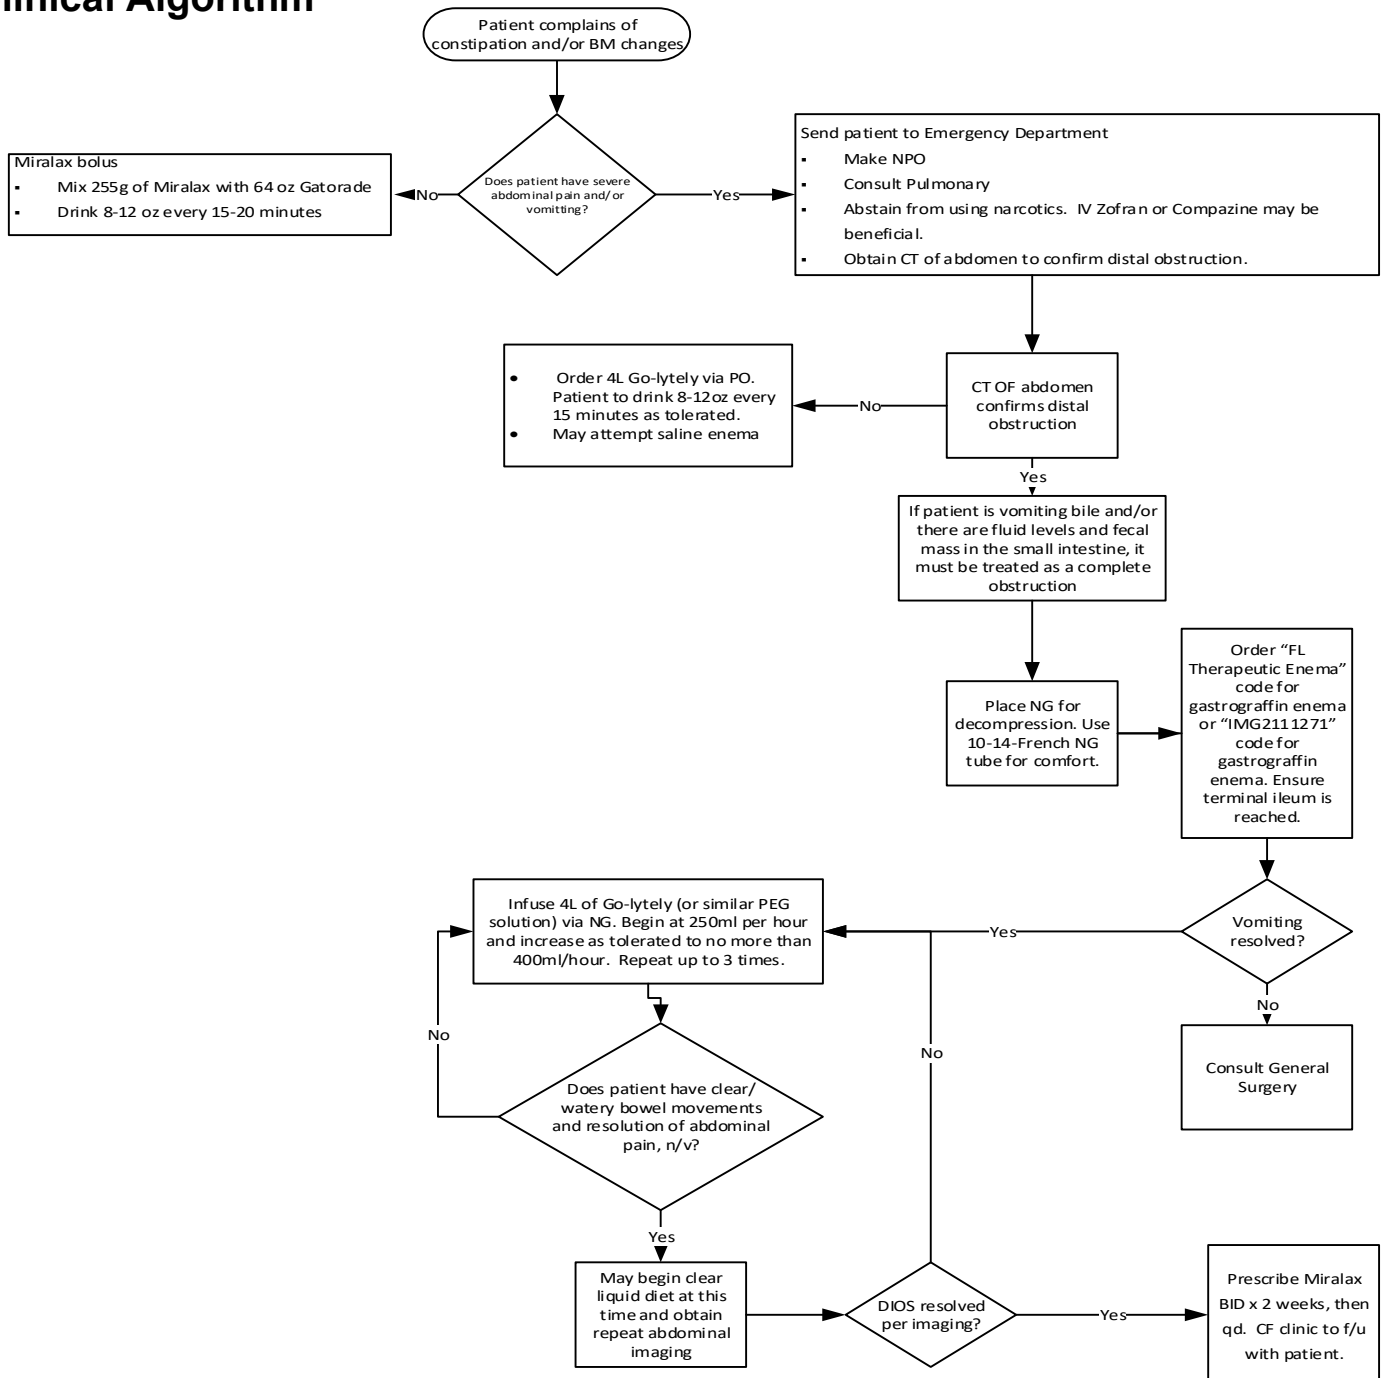 linical Algorithm
Patient complains of
constipation and/or BM changes
Does patient have severe
abdominal pain and/or
vomitting?
No
Yes
Miralax bolus
▪ Mix 255g of Miralax with 64 oz Gatorade
▪ Drink 8-12 oz every 15-20 minutes
Send patient to Emergency Department
▪ Make NPO
▪ Consult Pulmonary
▪ Abstain from using narcotics.  IV Zofran or Compazine may be
beneficial.
▪ Obtain CT of abdomen to confirm distal obstruction.
CT OF abdomen
confirms distal
obstruction
No
• Order 4L Go-lytely via PO.
Patient to drink 8-12oz every
15 minutes as tolerated.
• May attempt saline enema
Yes
If patient is vomiting bile and/or
there are fluid levels and fecal
mass in the small intestine, it
must be treated as a complete
obstruction
Place NG for
decompression. Use
10-14-French NG
tube for comfort.
Order “FL
Therapeutic Enema”
code for
gastrograffin enema
or “IMG2111271”
code for
gastrograffin
enema. Ensure
terminal ileum is
reached.
Vomiting
resolved?
Yes
No
Consult General
Surgery
Infuse 4L of Go-lytely (or similar PEG
solution) via NG. Begin at 250ml per hour
and increase as tolerated to no more than
400ml/hour.  Repeat up to 3 times.
No
Does patient have clear/
watery bowel movements
and resolution of abdominal
pain, n/v?
Yes
May begin clear
liquid diet at this
time and obtain
repeat abdominal
imaging
DIOS resolved
per imaging?
No
Yes
Prescribe Miralax
BID x 2 weeks, then
qd.  CF clinic to f/u
with patient.